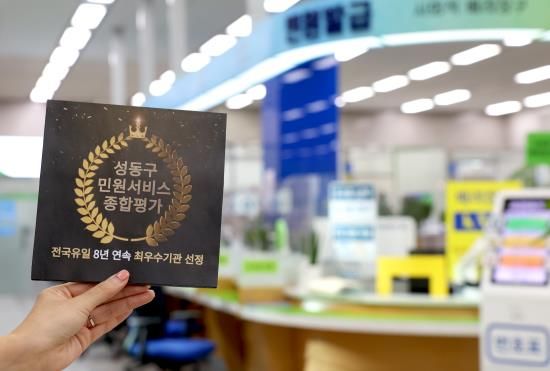 민원발급
성동구
민원서비스
종합평가
전국유일 8년 연속 최우수기관 선정
번호표